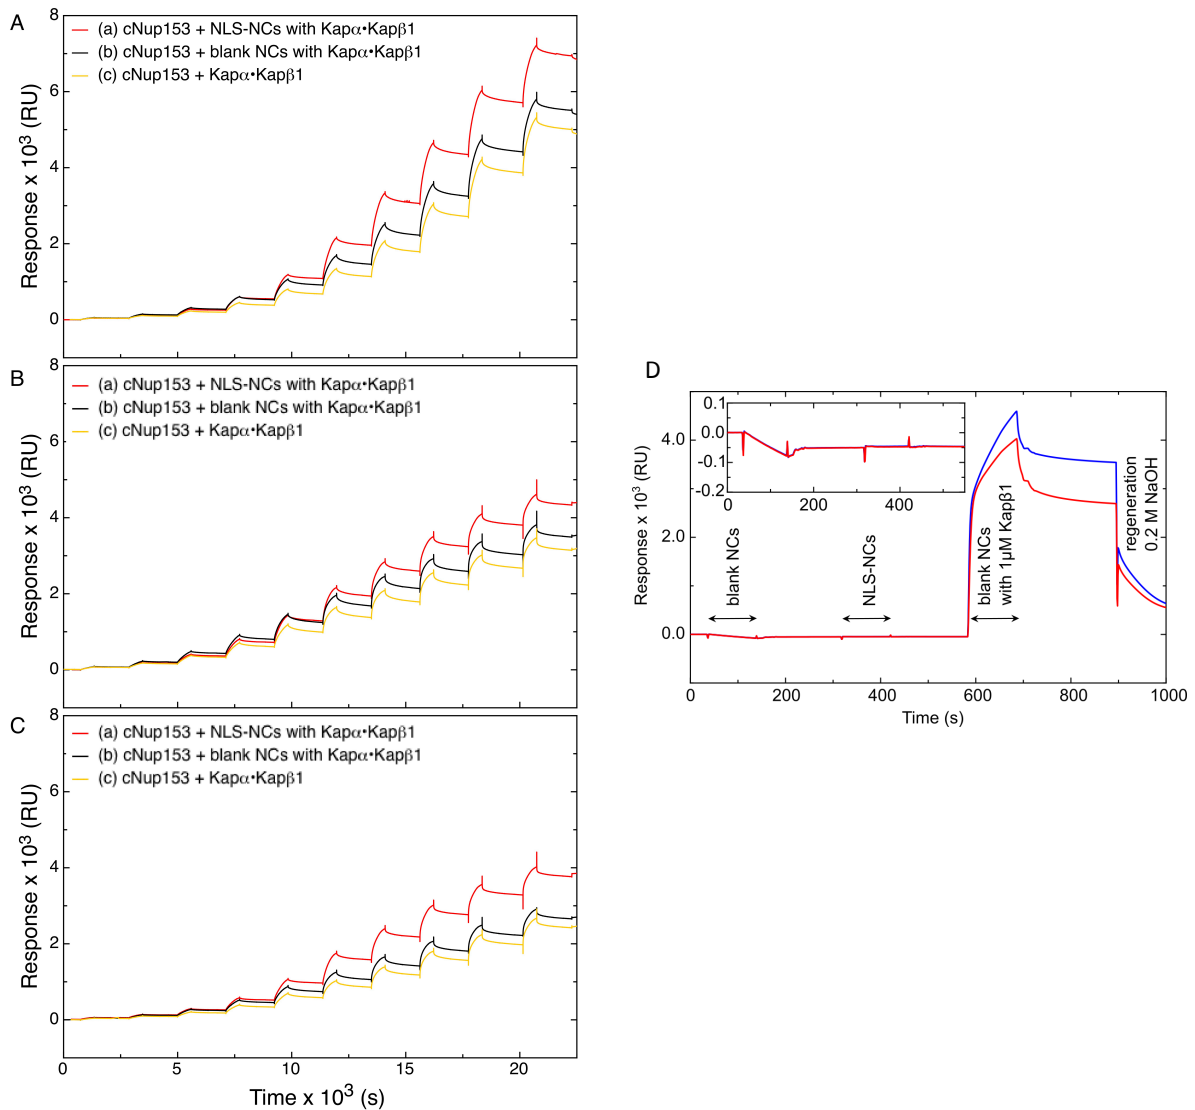 A
8
(a) cNup153 + NLS-NCs with Kapα•Kapβ1
(b) cNup153 + blank NCs with Kapα•Kapβ1
(c) cNup153 + Kapα•Kapβ1
6
4
2
0
Response x 10³ (RU)
B
8
(a) cNup153 + NLS-NCs with Kapα•Kapβ1
(b) cNup153 + blank NCs with Kapα•Kapβ1
(c) cNup153 + Kapα•Kapβ1
6
4
2
0
Response x 10³ (RU)
C
8
(a) cNup153 + NLS-NCs with Kapα•Kapβ1
(b) cNup153 + blank NCs with Kapα•Kapβ1
(c) cNup153 + Kapα•Kapβ1
6
4
2
0
Response x 10³ (RU)
0 5 10 15 20
Time x 10³ (s)
D
0.1
0.0
-0.1
-0.2
0 200 400
4.0
2.0
0.0
Response x 10³ (RU)
blank NCs
NLS-NCs
blank NCs
with 1µM Kapβ1
regeneration
0.2 M NaOH
0 200 400 600 800 1000
Time (s)